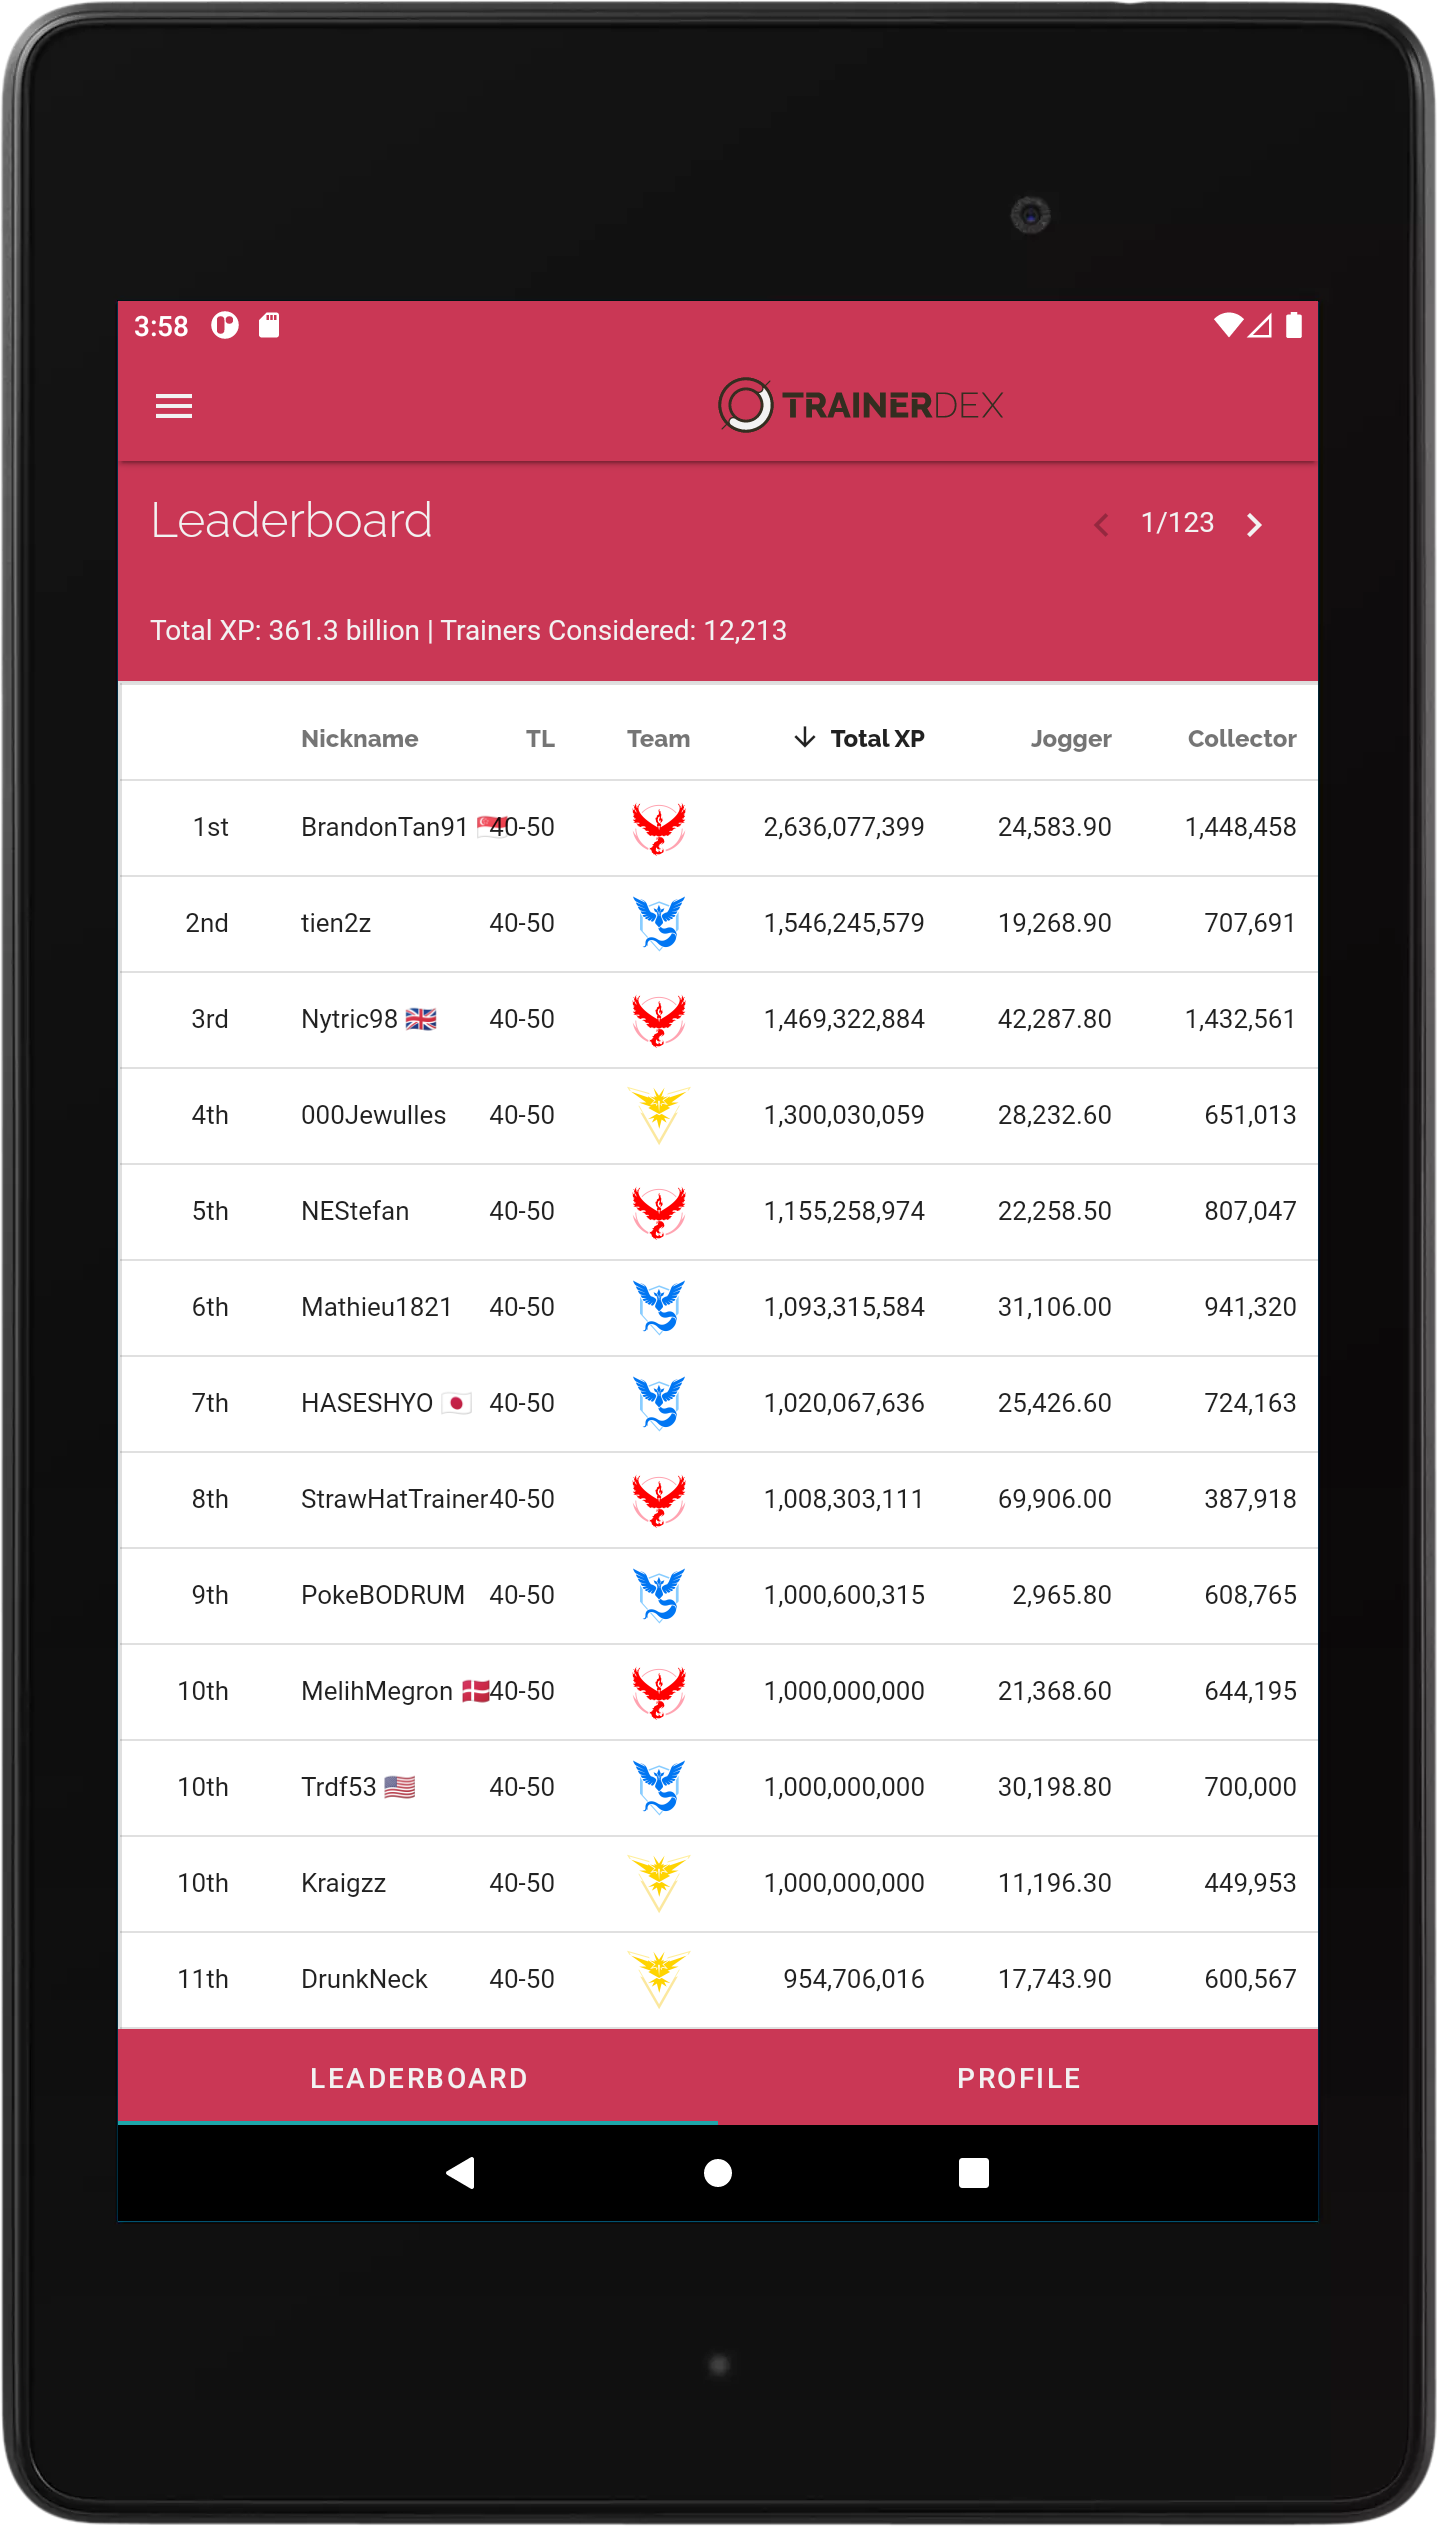 3:58
TRAINERDEX
Leaderboard
1/123
Total XP: 361.3 billion | Trainers Considered: 12,213
Nickname TL Team Total XP Jogger Collector
1st BrandonTan91 🇸🇬 40-50 2,636,077,399 24,583.90 1,448,458
2nd tien2z 40-50 1,546,245,579 19,268.90 707,691
3rd Nytric98 🇬🇧 40-50 1,469,322,884 42,287.80 1,432,561
4th 000Jewulles 40-50 1,300,030,059 28,232.60 651,013
5th NEStefan 40-50 1,155,258,974 22,258.50 807,047
6th Mathieu1821 40-50 1,093,315,584 31,106.00 941,320
7th HASESHYO 🇯🇵 40-50 1,020,067,636 25,426.60 724,163
8th StrawHatTrainer 40-50 1,008,303,111 69,906.00 387,918
9th PokeBODRUM 40-50 1,000,600,315 2,965.80 608,765
10th MelihMegron 🇩🇰 40-50 1,000,000,000 21,368.60 644,195
10th Trdf53 🇺🇸 40-50 1,000,000,000 30,198.80 700,000
10th Kraigzz 40-50 1,000,000,000 11,196.30 449,953
11th DrunkNeck 40-50 954,706,016 17,743.90 600,567
LEADERBOARD PROFILE